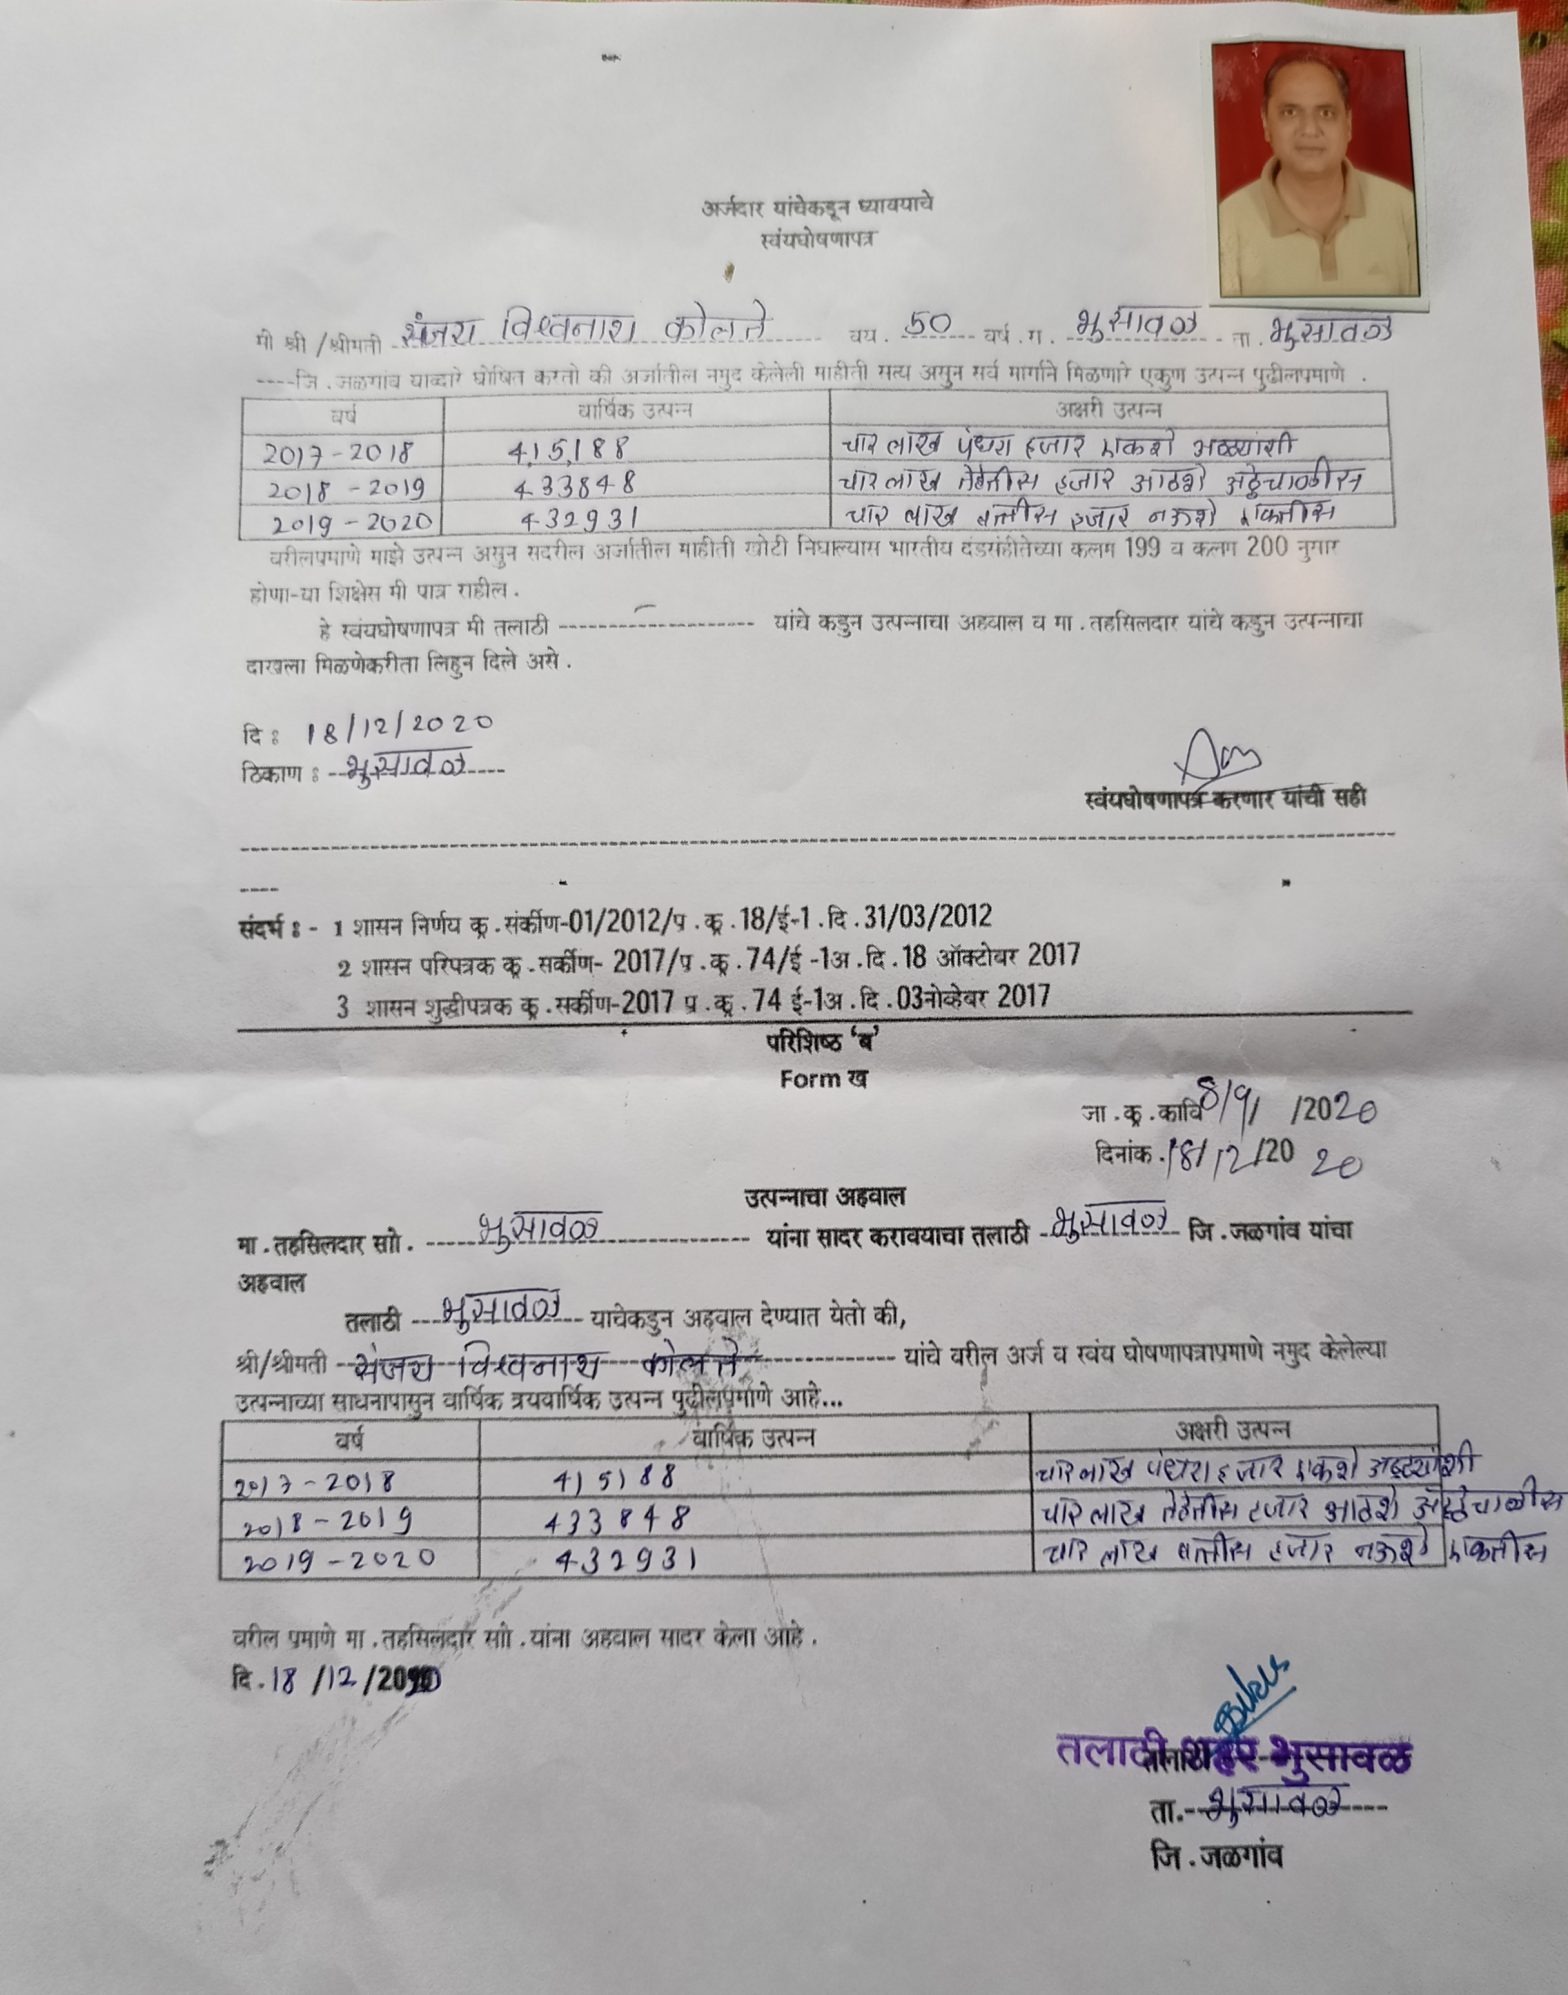 अर्जदार यांचेकडून घ्यावयाचे
स्वंयघोषणापत्र
मी श्री /श्रीमती संजय विश्वनाथ कोलते वय. 50 वर्ष. ग. भुसावळ ता. भुसावळ
----जि .जळगांव याव्दारे घोषित करतो की अर्जातील नमुद केलेली माहीती सत्य असुन सर्व मार्गाने मिळणारे एकुण उत्पन्न पुढीलप्रमाणे .
वर्ष वार्षिक उत्पन्न अक्षरी उत्पन्न
2017-2018 4,15,188 चार लाख पंधरा हजार एकशे अठ्यांशी
2018-2019 433848 चार लाख तेहेत्तीस हजार आठशे अठ्ठेचाळीस
2019-2020 432931 चार लाख बत्तीस हजार नऊशे एकत्तीस
वरीलप्रमाणे माझे उत्पन्न असुन सदरील अर्जातील माहीती खोटी निघाल्यास भारतीय दंडसंहीतेच्या कलम 199 व कलम 200 नुसार
होणा-या शिक्षेस मी पात्र राहील .
हे स्वंयघोषणापत्र मी तलाठी -------------------- यांचे कडुन उत्पन्नाचा अहवाल व मा .तहसिलदार यांचे कडुन उत्पन्नाचा
दाखला मिळणेकरीता लिहुन दिले असे .
दि : 18/12/2020
ठिकाण : भुसावळ
स्वंयघोषणापत्र करणार यांची सही
संदर्भ : - 1 शासन निर्णय क्र .संर्कीण-01/2012/प्र .क्र .18/ई-1 .दि .31/03/2012
2 शासन परिपत्रक क्र .सर्कीण- 2017/प्र .क्र .74/ई -1अ .दि .18 ऑक्टोबर 2017
3 शासन शुद्धीपत्रक क्र .सर्कीण-2017 प्र .क्र .74 ई-1अ .दि .03नोव्हेबर 2017
परिशिष्ठ ‘ब’
Form ख
जा .क्र .कावि 819/ /2020
दिनांक .18/12/2020
उत्पन्नाचा अहवाल
मा .तहसिलदार सो . भुसावळ यांना सादर करावयाचा तलाठी भुसावळ जि .जळगांव यांचा
अहवाल
तलाठी भुसावळ याचेकडुन अहवाल देण्यात येतो की,
श्री/श्रीमती संजय विश्वनाथ कोलते यांचे वरील अर्ज व स्वंय घोषणापत्राप्रमाणे नमुद केलेल्या
उत्पन्नाच्या साधनापासुन वार्षिक त्रयवार्षिक उत्पन्न पुढीलप्रमाणे आहे...
वर्ष वार्षिक उत्पन्न अक्षरी उत्पन्न
2017-2018 415188 चार लाख पंधरा हजार एकशे अठ्यांशी
2018-2019 433848 चार लाख तेहेत्तीस हजार आठशे अठ्ठेचाळीस
2019-2020 432931 चार लाख बत्तीस हजार नऊशे एकत्तीस
वरील प्रमाणे मा .तहसिलदार सो .यांना अहवाल सादर केला आहे .
दि .18 /12 /2020
तलाठी शहर भुसावळ
ता. भुसावळ
जि .जळगांव